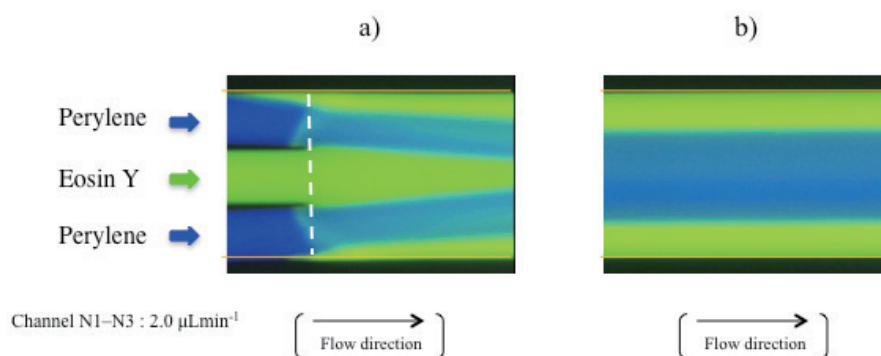 a)
b)
Perylene
Eosin Y
Perylene
Channel N1–N3 : 2.0 μLmin⁻¹
Flow direction
Flow direction